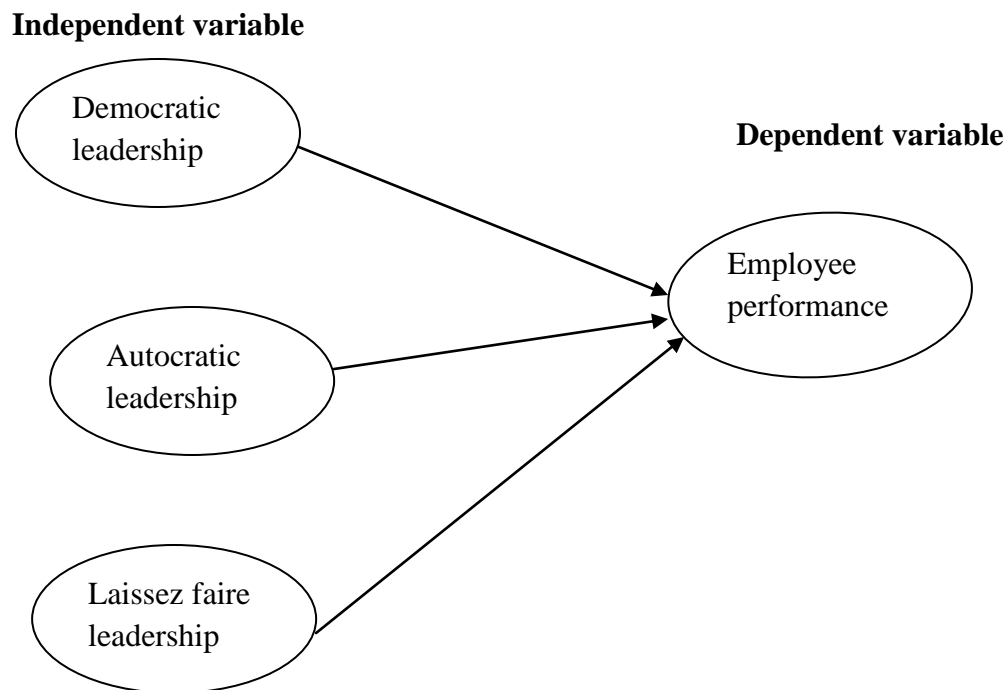 Independent variable
Democratic
leadership
Dependent variable
Employee
performance
Autocratic
leadership
Laissez faire
leadership